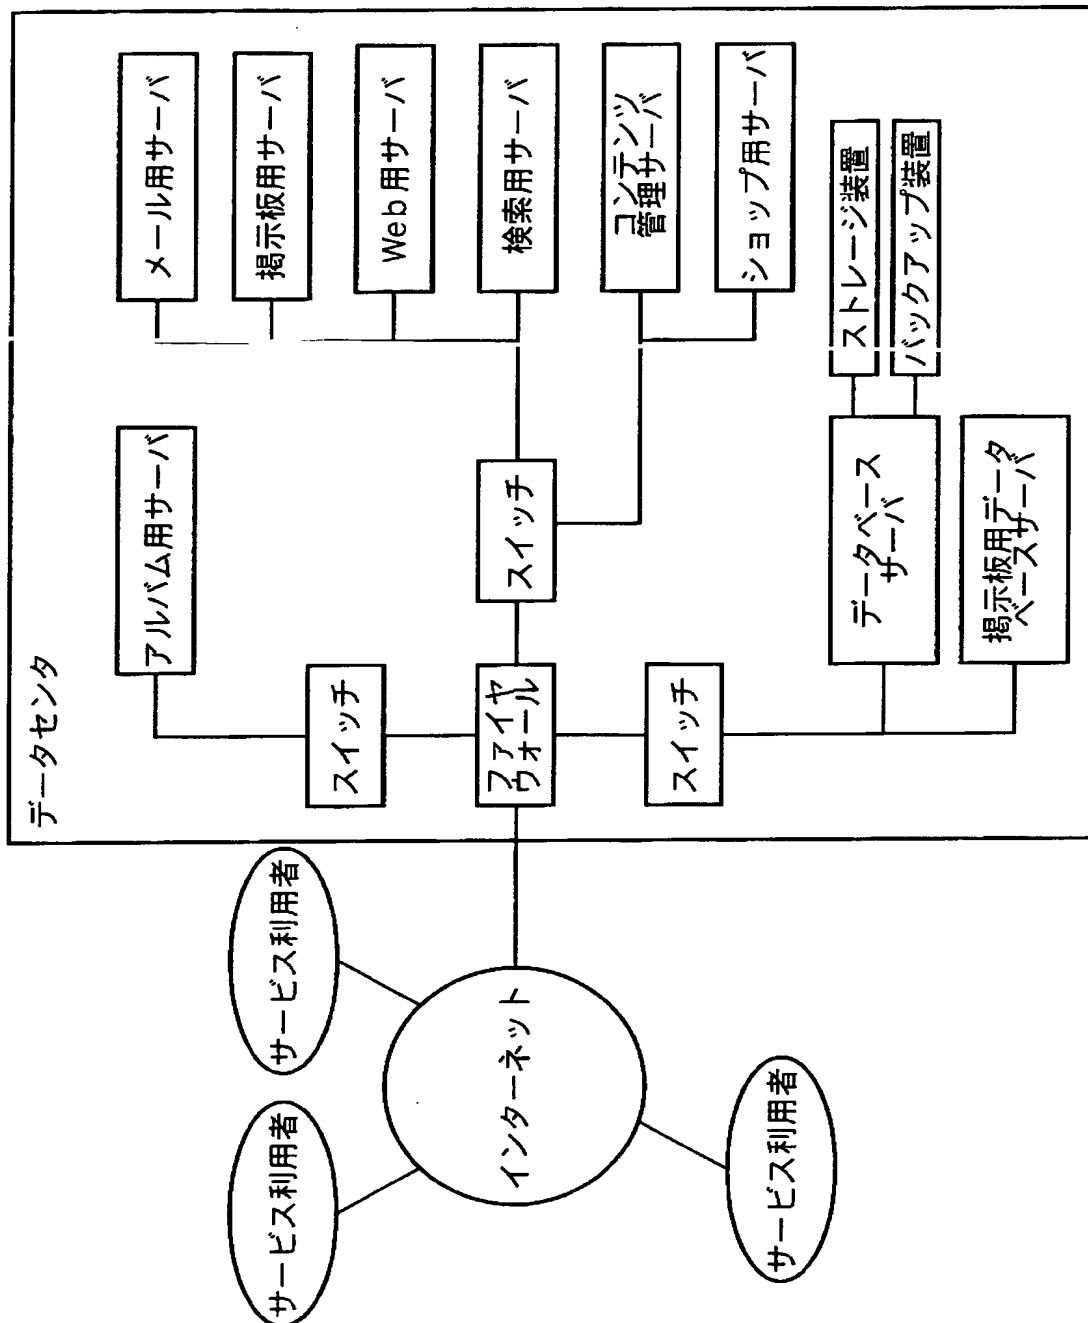 データセンタ
アルバム用サーバ
メール用サーバ
掲示板用サーバ
Web用サーバ
検索用サーバ
コンテンツ
管理サーバ
ショップ用サーバ
スイッチ
スイッチ
スイッチ
ファイヤ
ウォール
データベース
サーバ
ストレージ装置
バックアップ装置
掲示板用データ
ベースサーバ
インターネット
サービス利用者
サービス利用者
サービス利用者